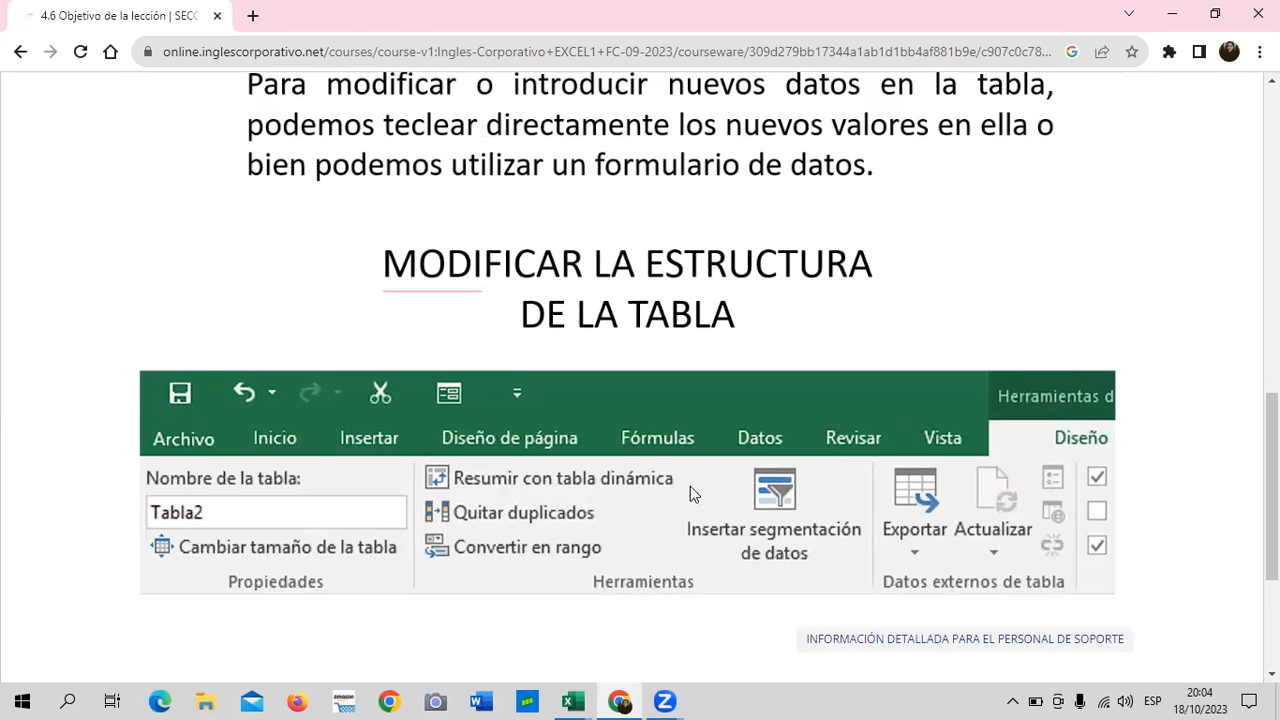 4.6 Objetivo de la lección | SECC
online.inglescorporativo.net/courses/course-v1:Ingles-Corporativo+EXCEL1+FC-09-2023/courseware/309d279bb17344a1ab1d1bb4af881b9e/c907c0c78...
Para modificar o introducir nuevos datos en la tabla,
podemos teclear directamente los nuevos valores en ella o
bien podemos utilizar un formulario de datos.
MODIFICAR LA ESTRUCTURA
DE LA TABLA
Herramientas d
Archivo Inicio Insertar Diseño de página Fórmulas Datos Revisar Vista Diseño
Nombre de la tabla:
Tabla2
Cambiar tamaño de la tabla
Propiedades
Resumir con tabla dinámica
Quitar duplicados
Convertir en rango
Insertar segmentación
de datos
Herramientas
Exportar Actualizar
Datos externos de tabla
INFORMACIÓN DETALLADA PARA EL PERSONAL DE SOPORTE
amazon
W
X
Z
ESP
20:04
18/10/2023